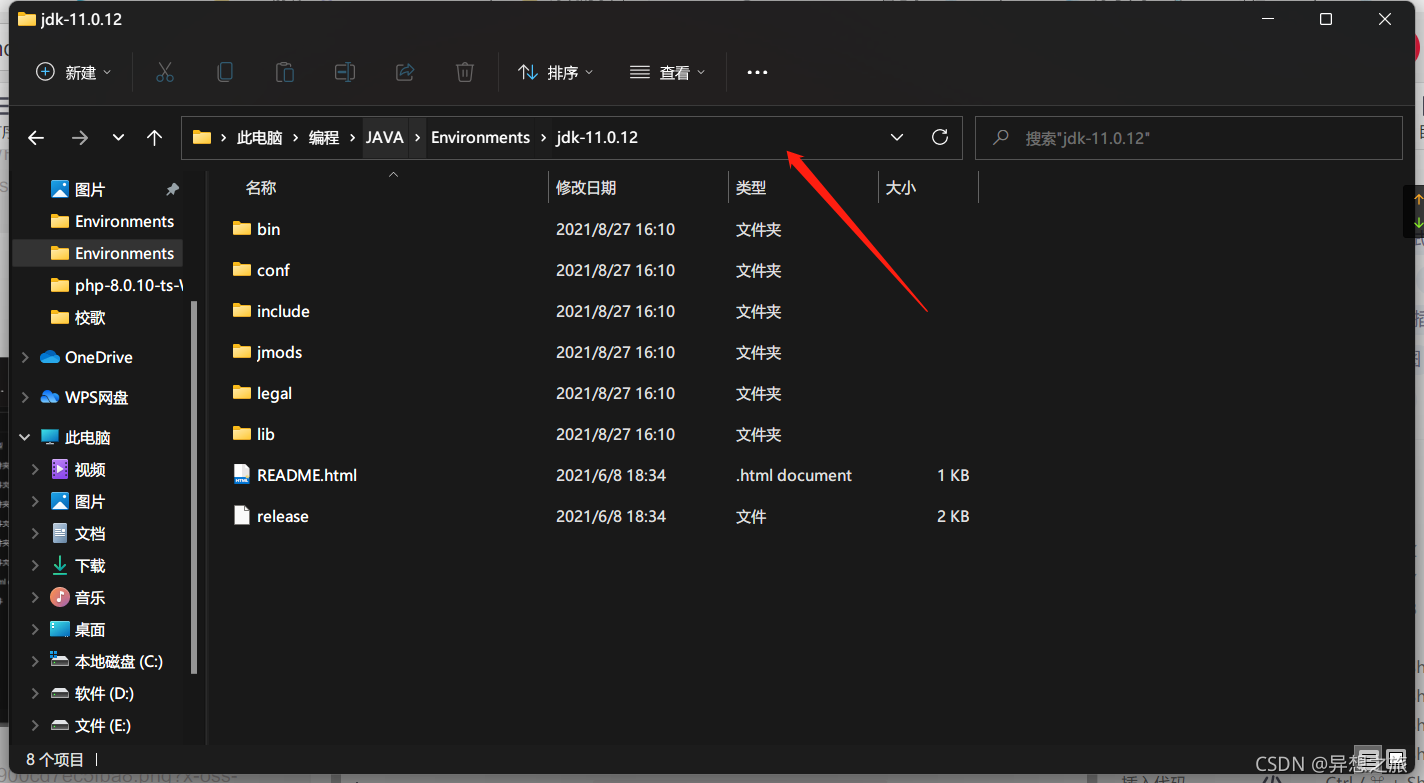 jdk-11.0.12
新建
排序
查看
此电脑 编程 JAVA Environments jdk-11.0.12
搜索"jdk-11.0.12"
图片
Environments
Environments
php-8.0.10-ts-
校歌
OneDrive
WPS网盘
此电脑
视频
图片
文档
下载
音乐
桌面
本地磁盘 (C:)
软件 (D:)
文件 (E:)
名称 修改日期 类型 大小
bin 2021/8/27 16:10 文件夹
conf 2021/8/27 16:10 文件夹
include 2021/8/27 16:10 文件夹
jmods 2021/8/27 16:10 文件夹
legal 2021/8/27 16:10 文件夹
lib 2021/8/27 16:10 文件夹
README.html 2021/6/8 18:34 .html document 1 KB
release 2021/6/8 18:34 文件 2 KB
8 个项目
CSDN @异想之旅